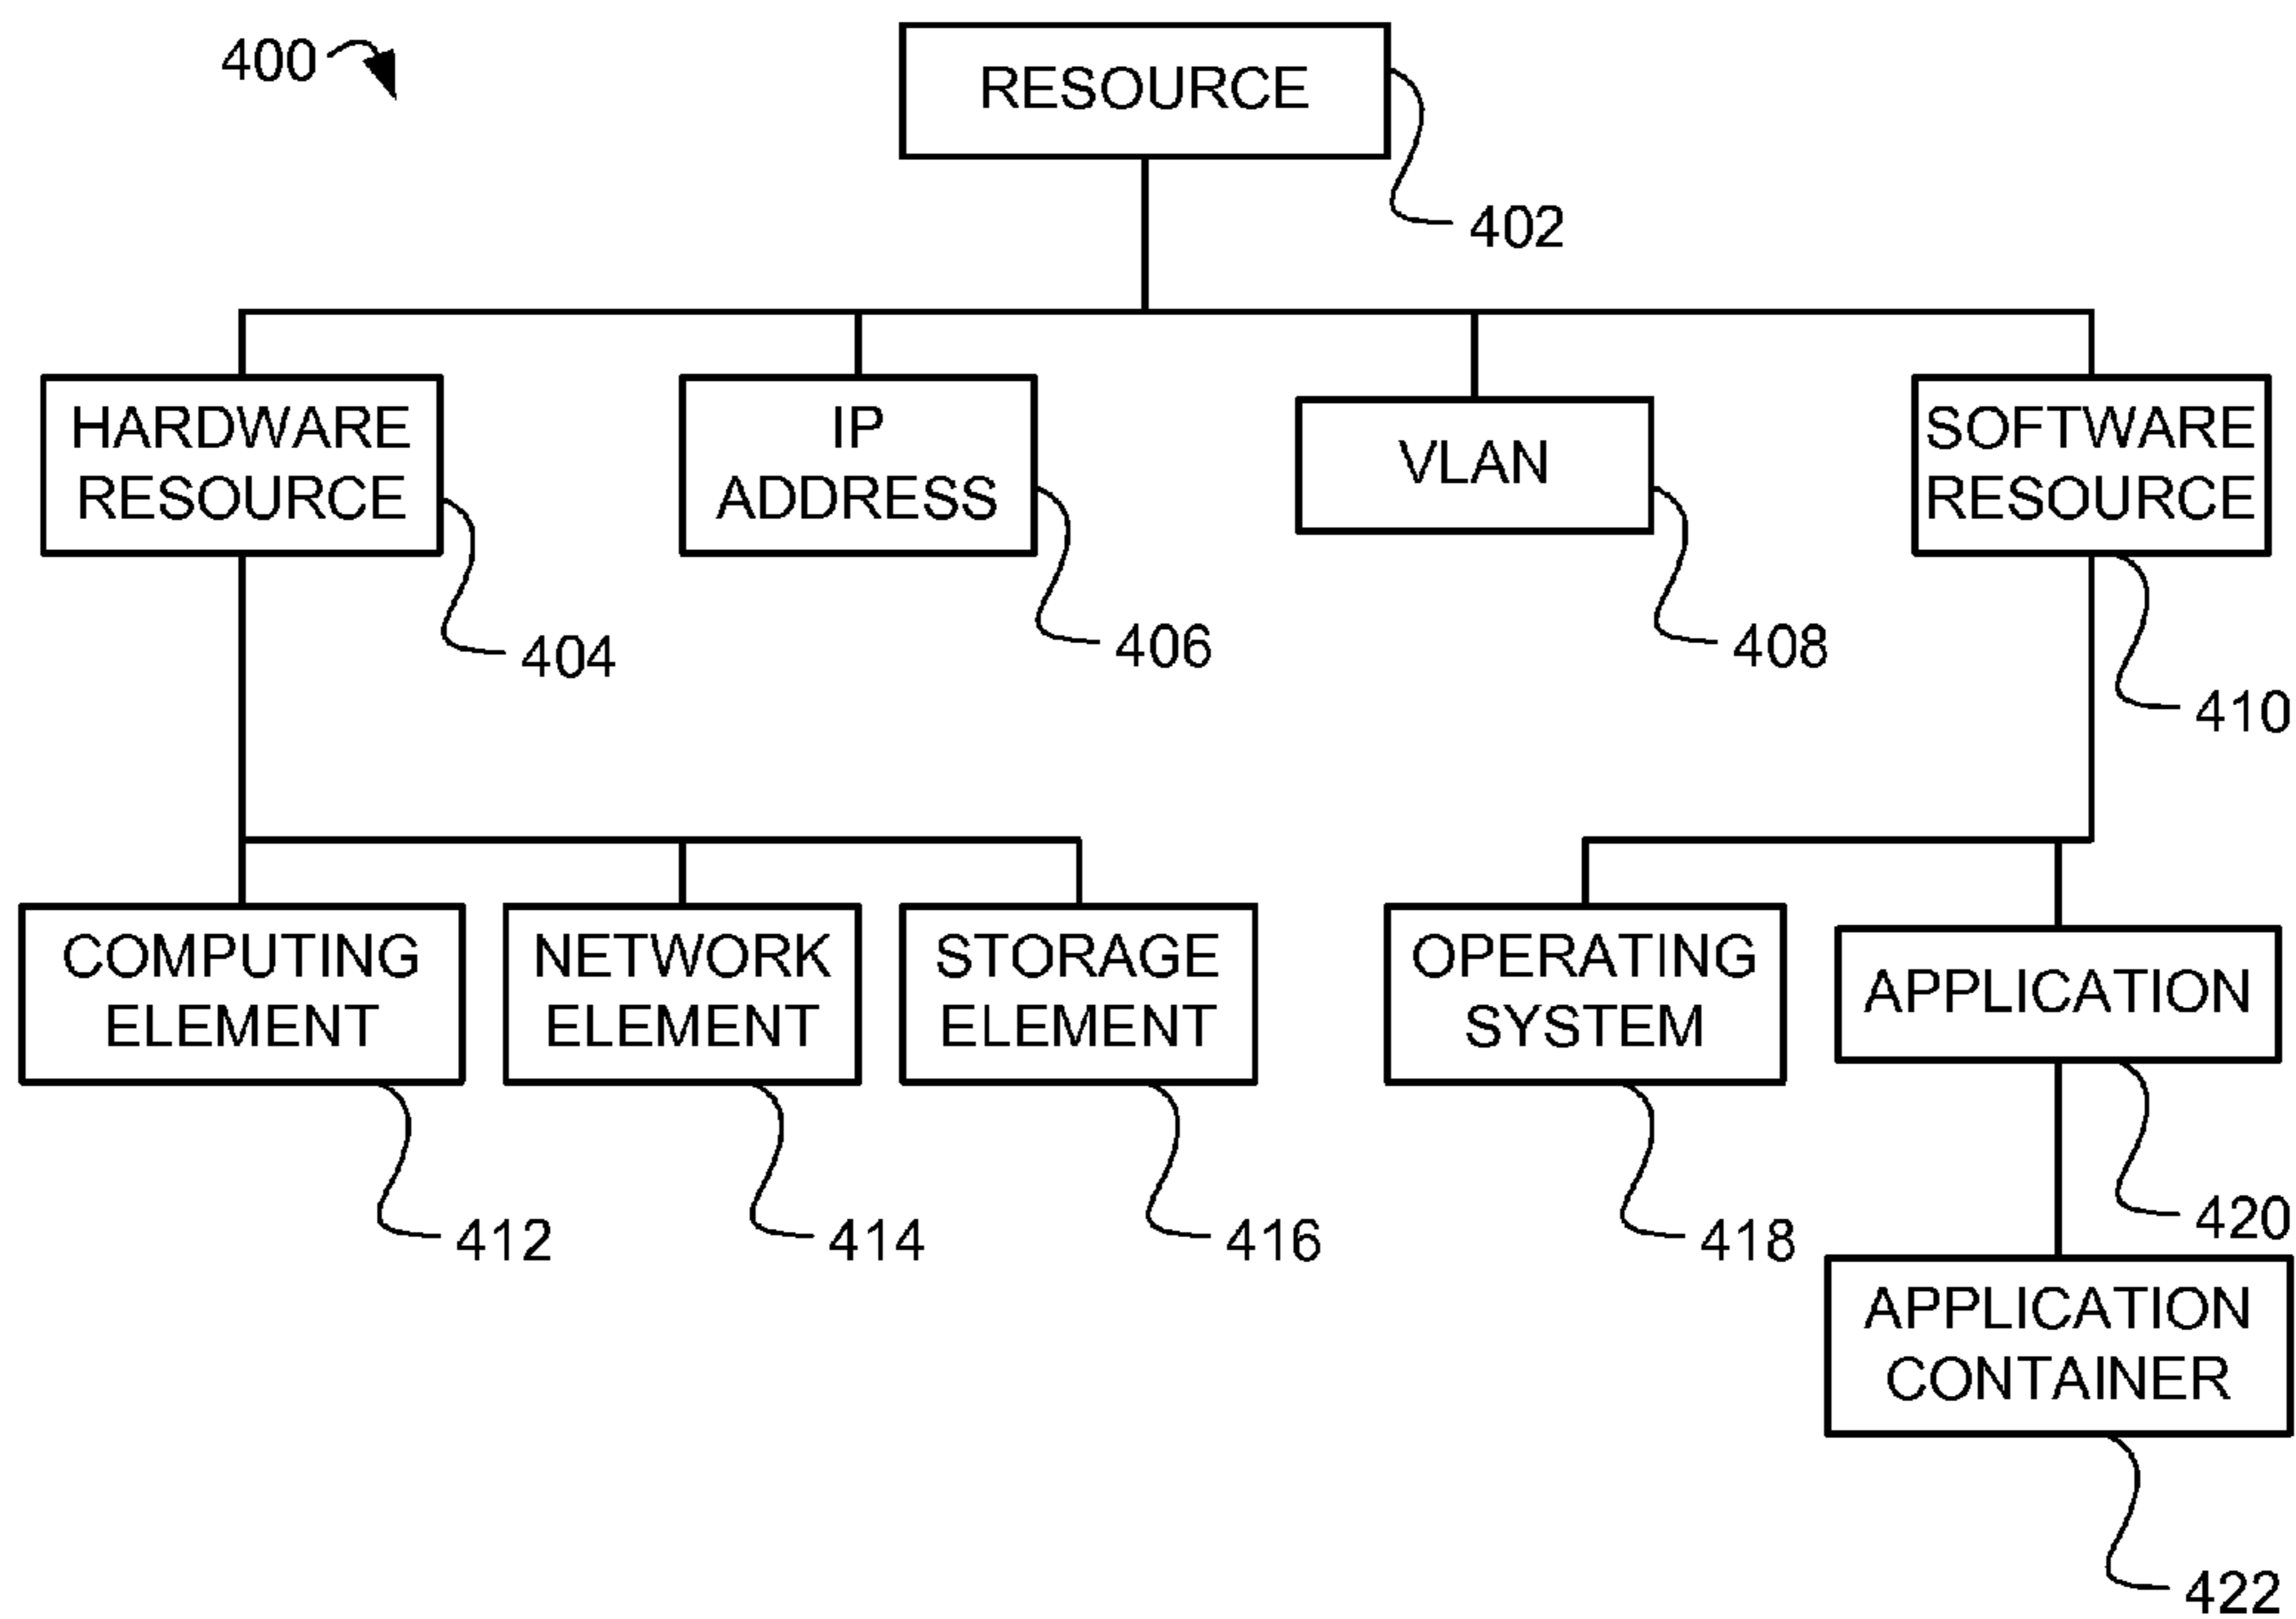 400
RESOURCE
402
HARDWARE
RESOURCE
404
IP
ADDRESS
406
VLAN
408
SOFTWARE
RESOURCE
410
COMPUTING
ELEMENT
412
NETWORK
ELEMENT
414
STORAGE
ELEMENT
416
OPERATING
SYSTEM
418
APPLICATION
420
APPLICATION
CONTAINER
422